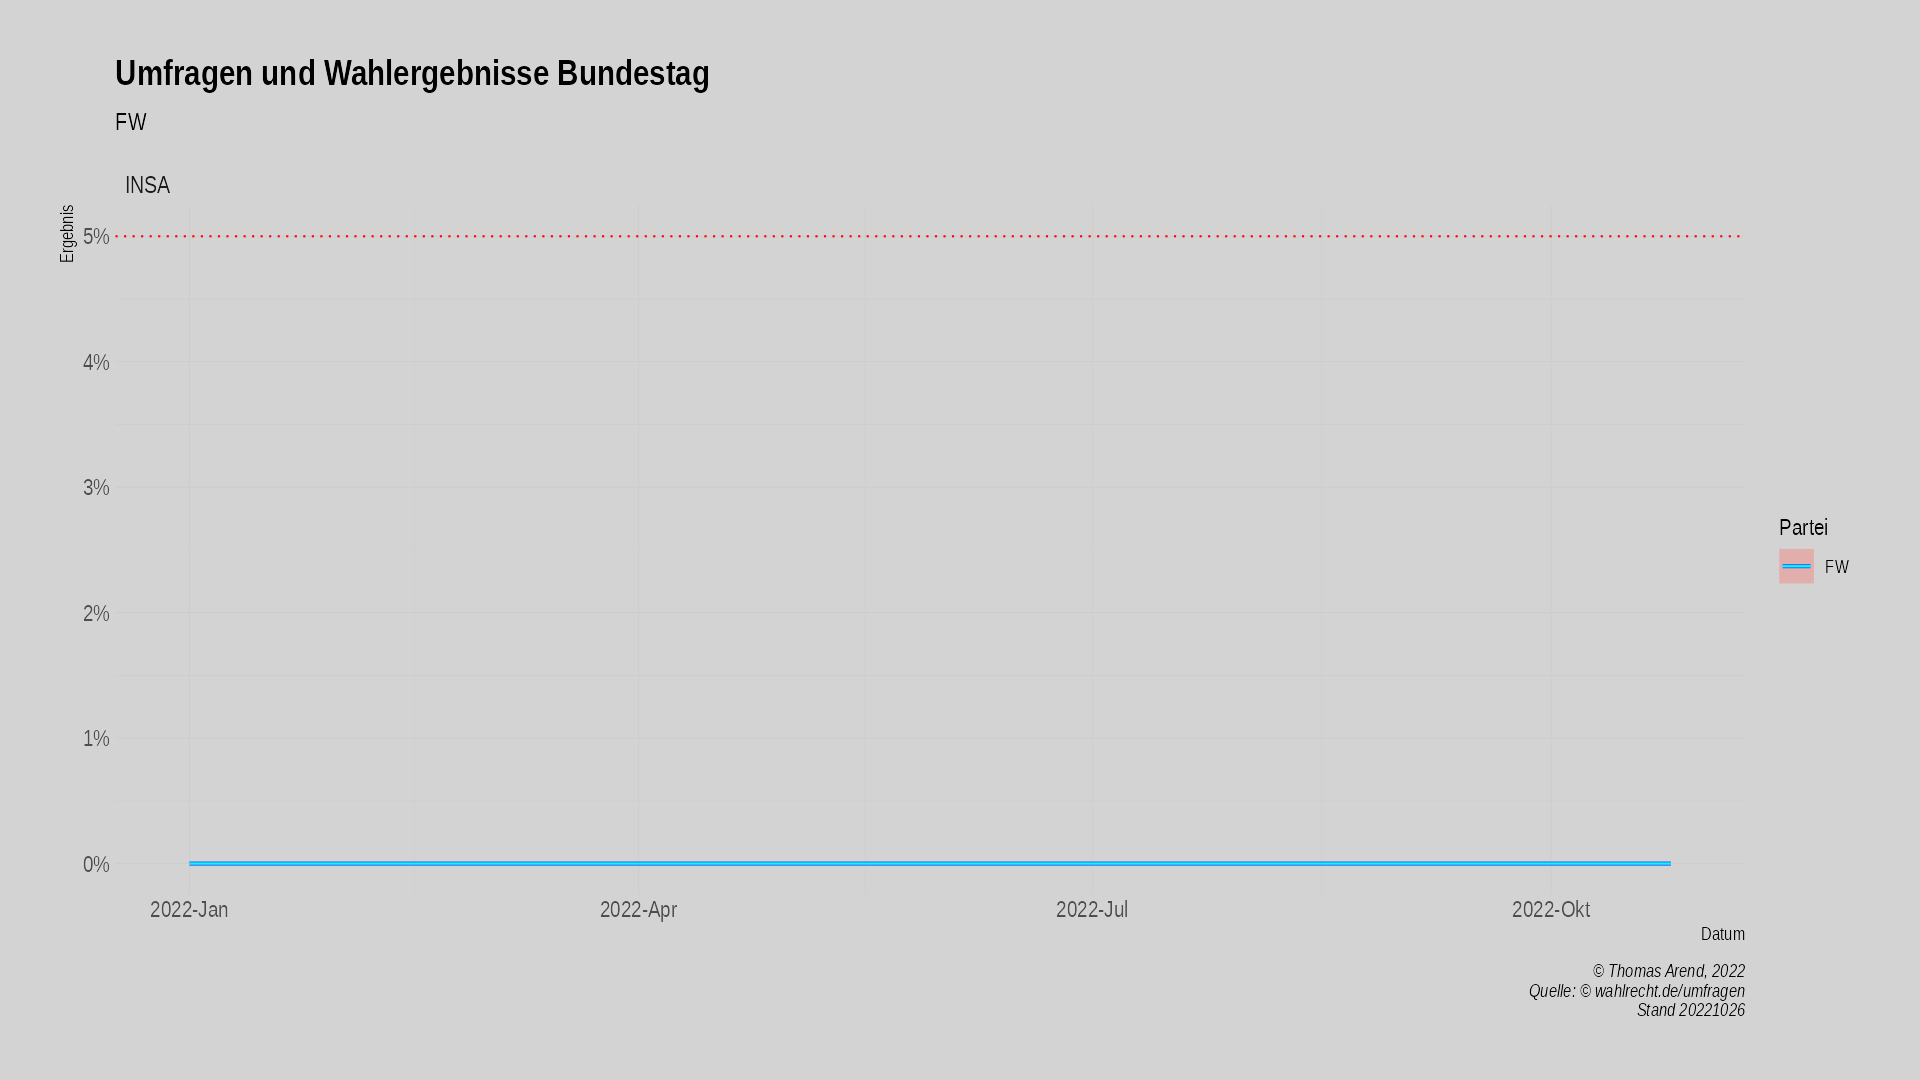 Umfragen und Wahlergebnisse Bundestag
FW
INSA
Ergebnis
5%
4%
3%
2%
1%
0%
2022-Jan 2022-Apr 2022-Jul 2022-Okt
Datum
Partei
FW
© Thomas Arend, 2022
Quelle: © wahlrecht.de/umfragen
Stand 20221026